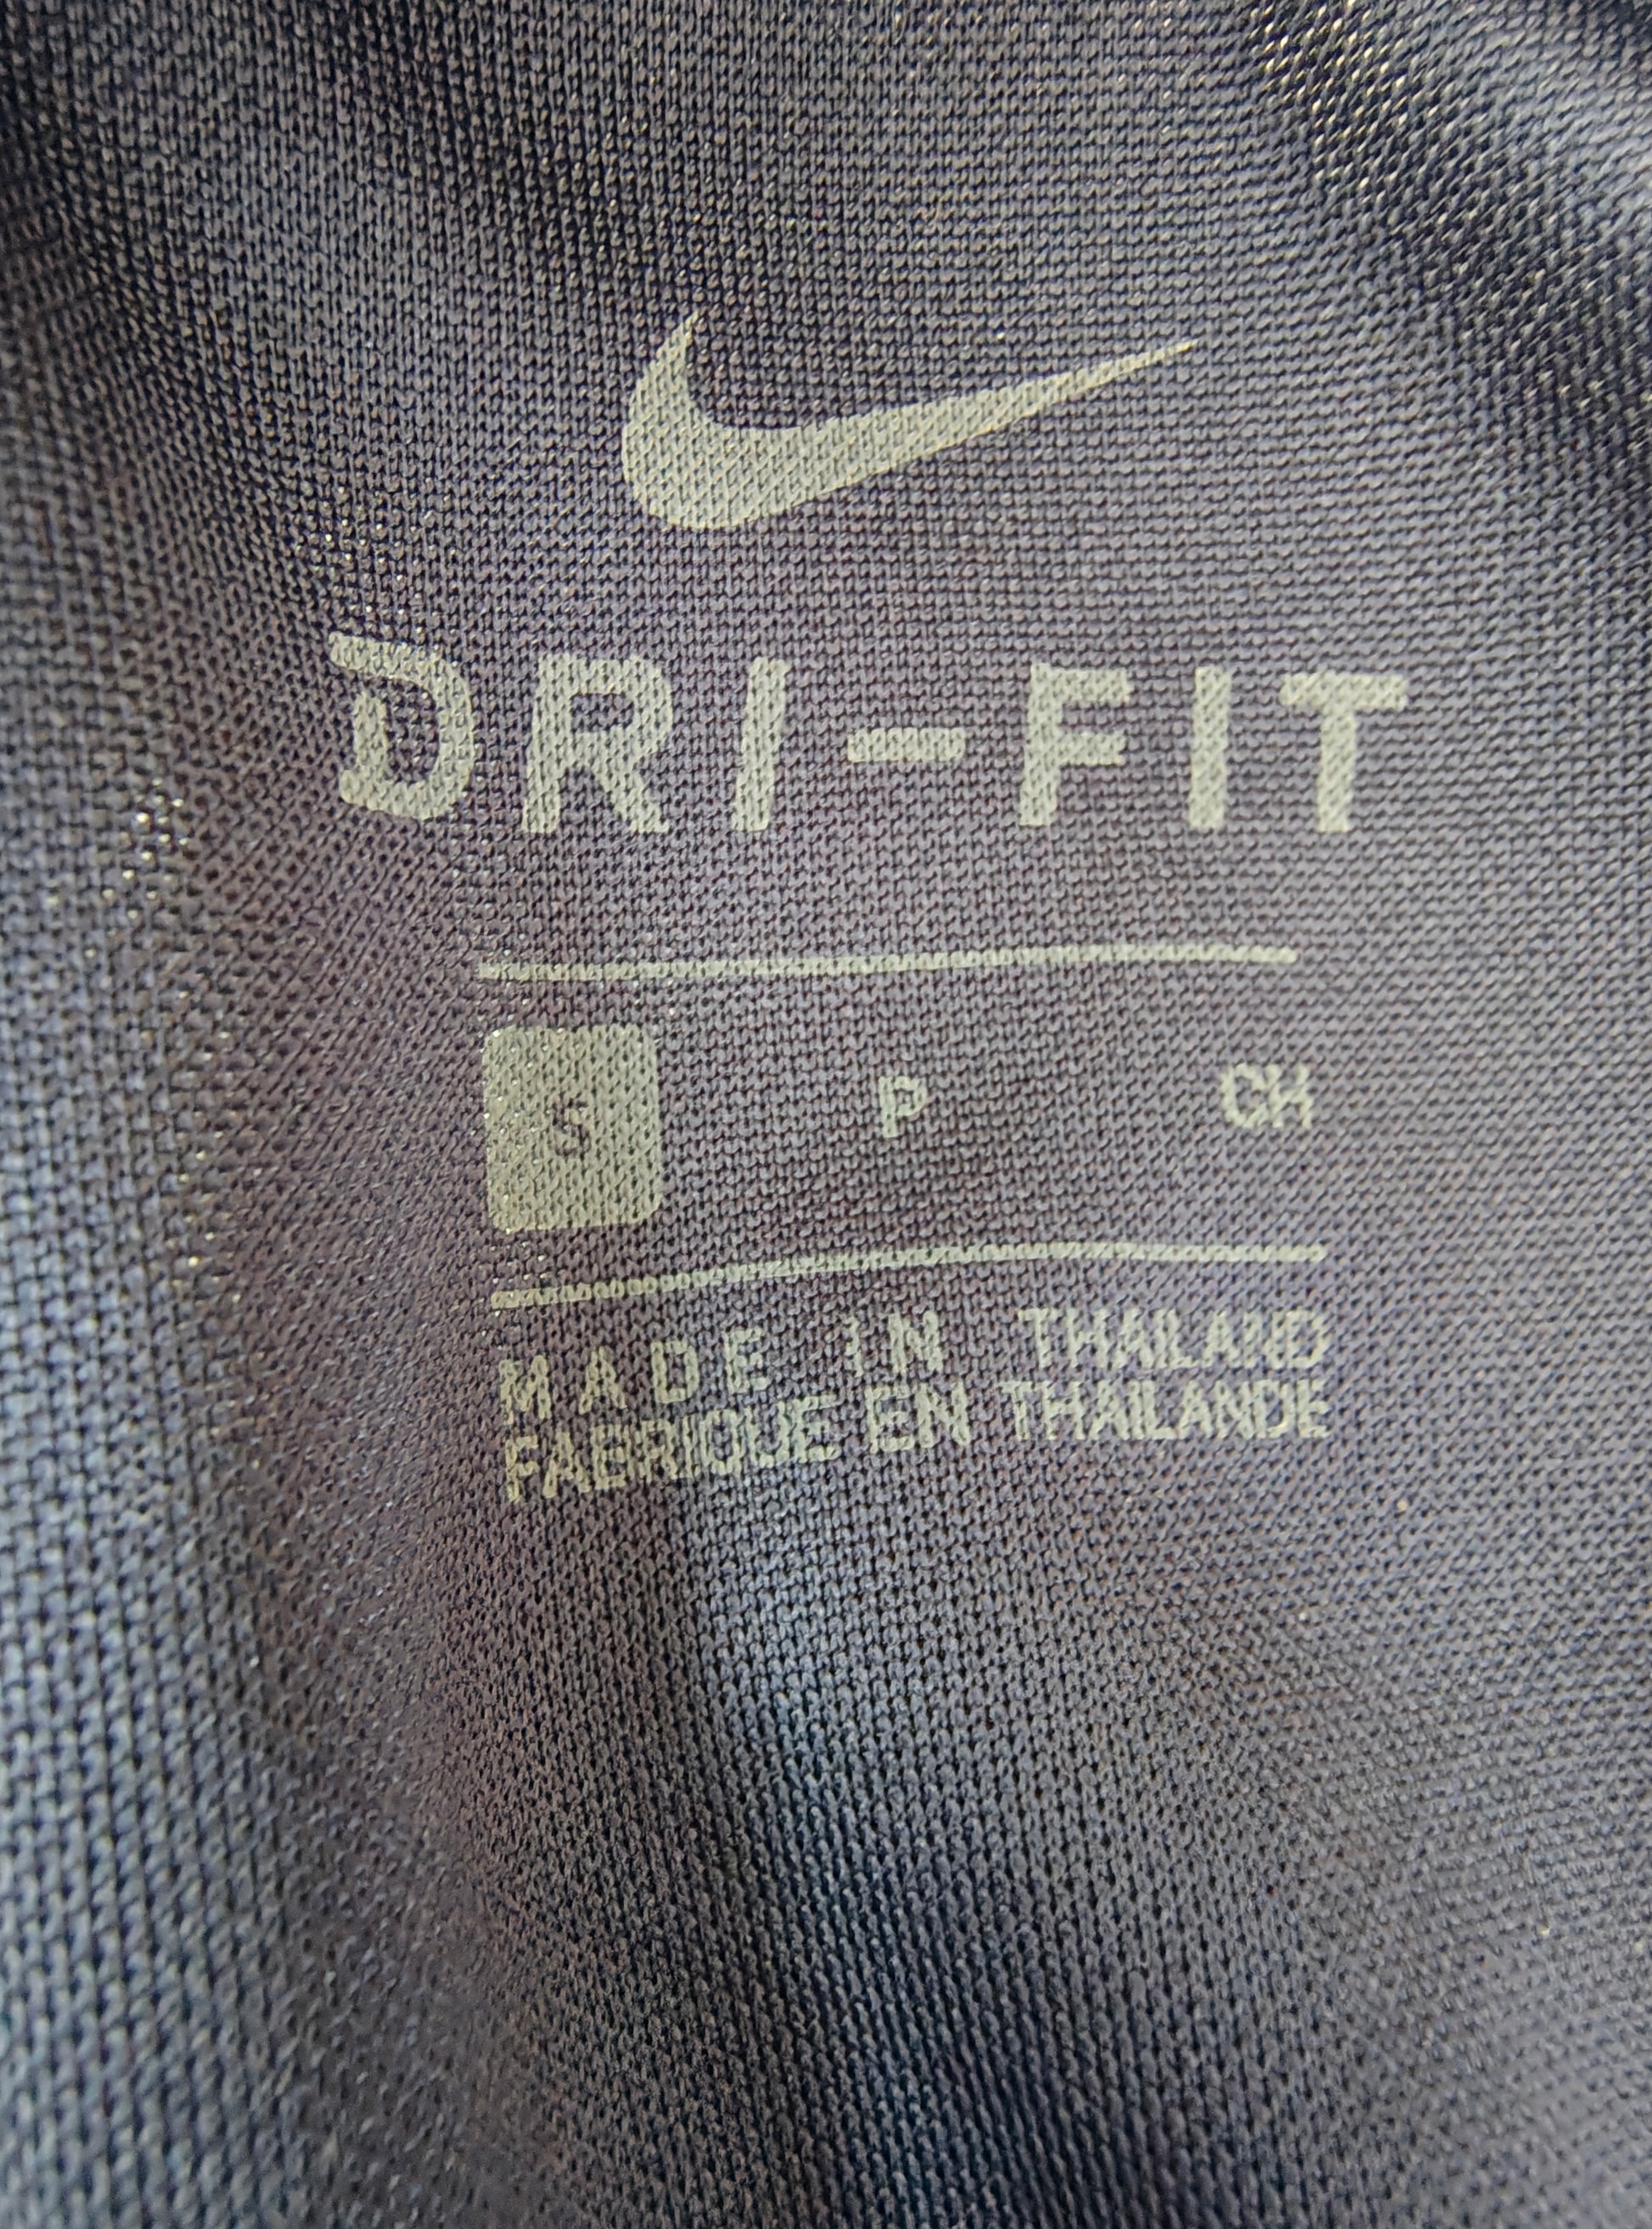 DRI-FIT
S P CH
MADE IN THAILAND
FABRIQUE EN THAILANDE